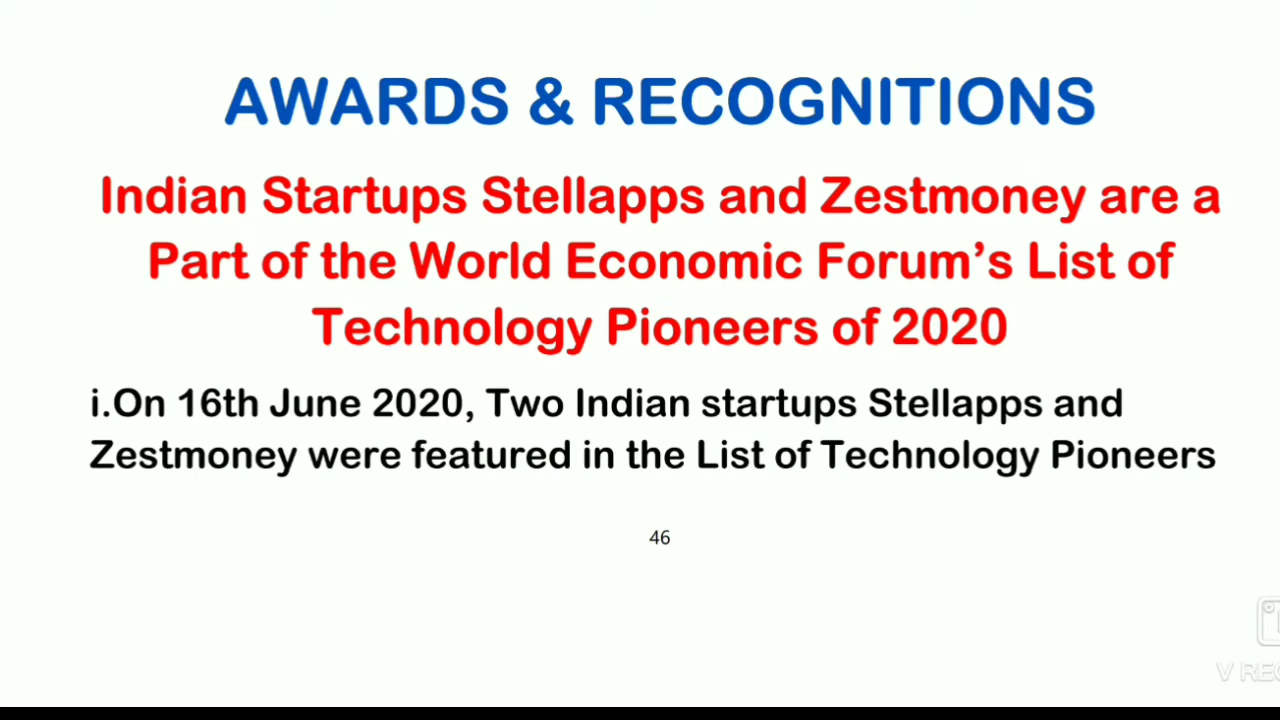 AWARDS & RECOGNITIONS
Indian Startups Stellapps and Zestmoney are a
Part of the World Economic Forum’s List of
Technology Pioneers of 2020
i.On 16th June 2020, Two Indian startups Stellapps and
Zestmoney were featured in the List of Technology Pioneers
46
V REC